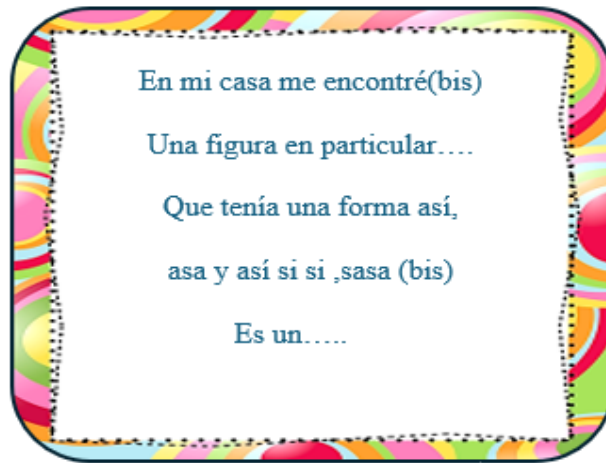 En mi casa me encontré(bis)
Una figura en particular….
Que tenía una forma así,
asa y así si si ,sasa (bis)
Es un…..